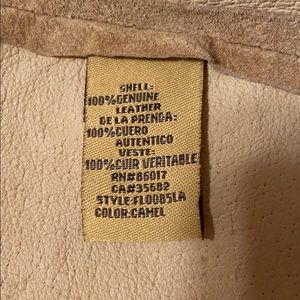 SHELL:
100%GENUINE
LEATHER
DE LA PRENDA:
100%CUERO
AUTENTICO
VESTE:
100%CUIR VERITABLE
RN#86017
CA#35682
STYLE:FL0085LA
COLOR:CAMEL